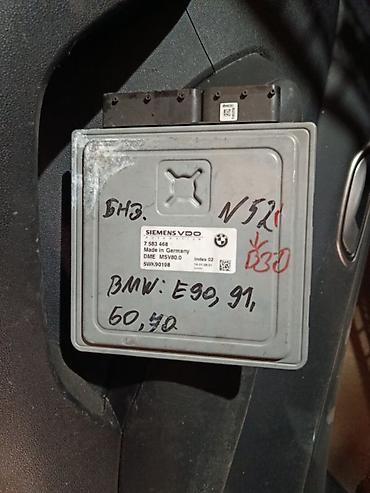 БНЗ. N52
SIEMENS VDO
AUTOMOTIVE
7 583 468
Made in Germany
DME MSV80.0 Index 02
5WK90198
B30
BMW: E90, 91,
60, 70